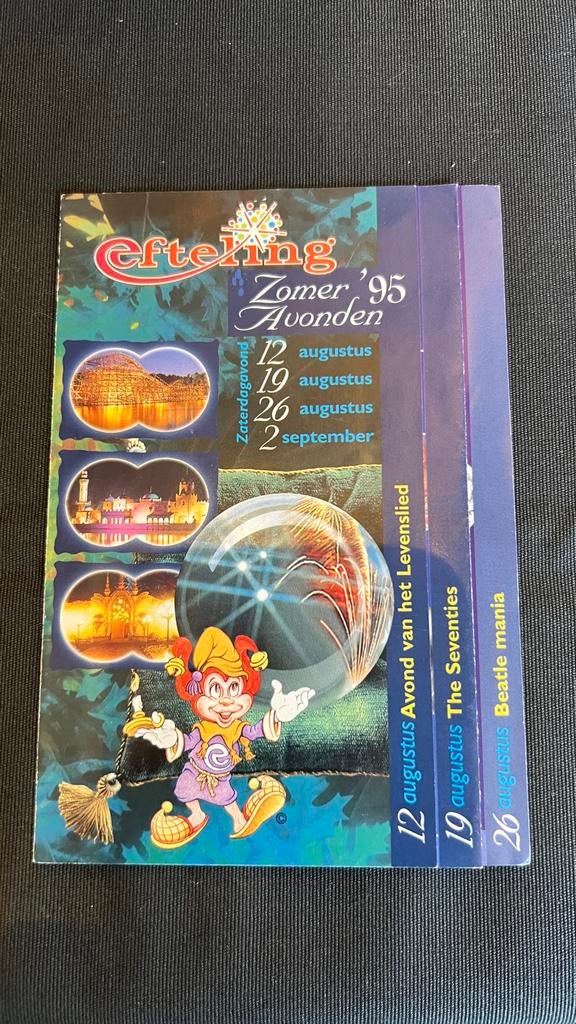 efteling
Zomer '95
Avonden
Zaterdagavond
12 augustus
19 augustus
26 augustus
2 september
12 augustus Avond van het Levenslied
19 augustus The Seventies
26 augustus Beatle mania
e
©